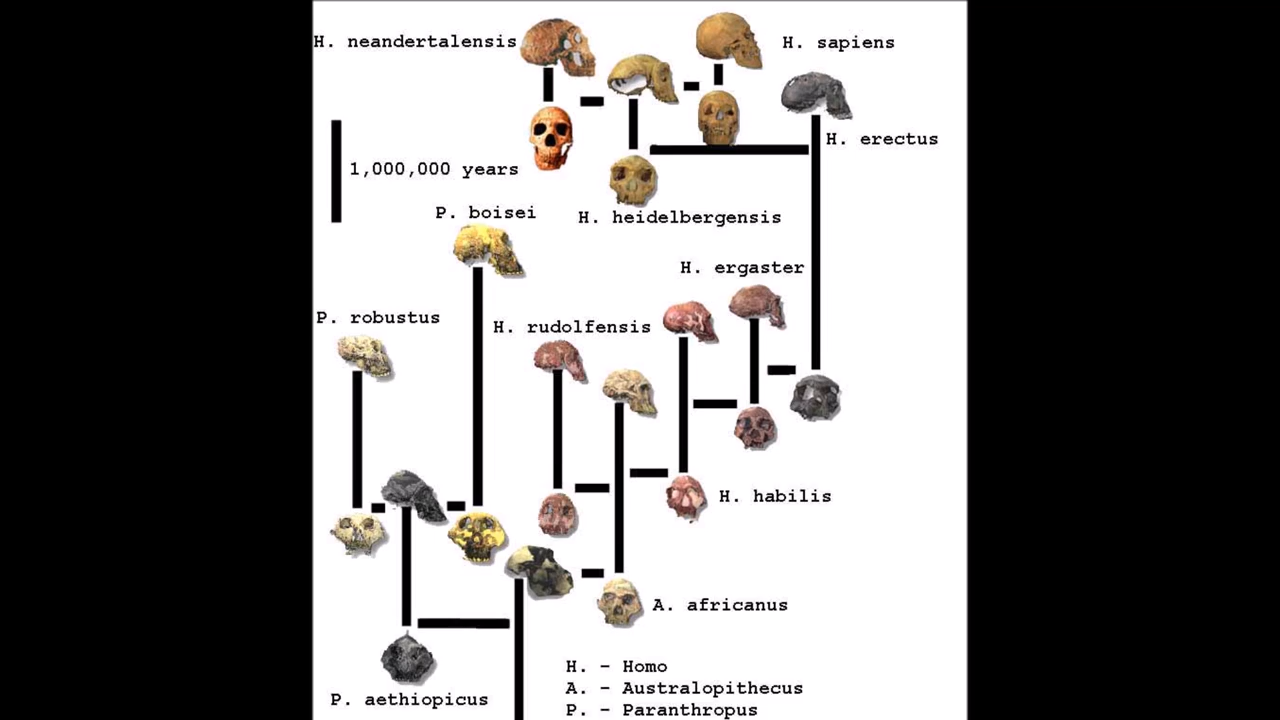 H. neandertalensis
H. sapiens
H. erectus
1,000,000 years
P. boisei
H. heidelbergensis
H. ergaster
P. robustus
H. rudolfensis
H. habilis
A. africanus
H. - Homo
A. - Australopithecus
P. aethiopicus
P. - Paranthropus